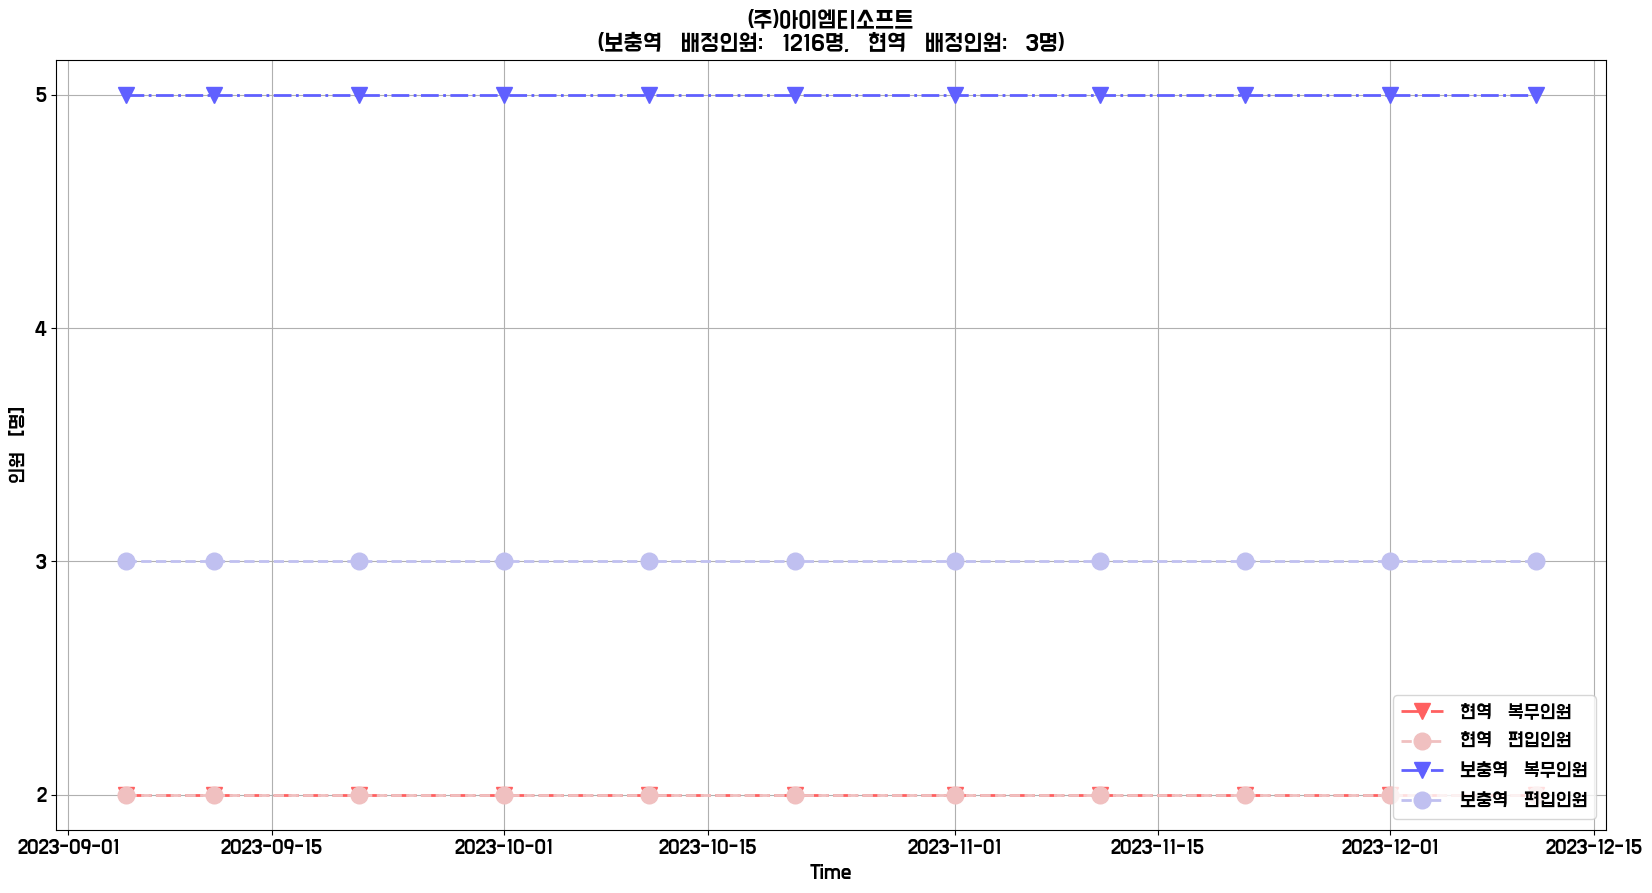 (주)아이엠티소프트
(보충역 배정인원: 1216명, 현역 배정인원: 3명)
인원 [명]
5
4
3
2
현역 복무인원
현역 편입인원
보충역 복무인원
보충역 편입인원
2023-09-01 2023-09-15 2023-10-01 2023-10-15 2023-11-01 2023-11-15 2023-12-01 2023-12-15
Time